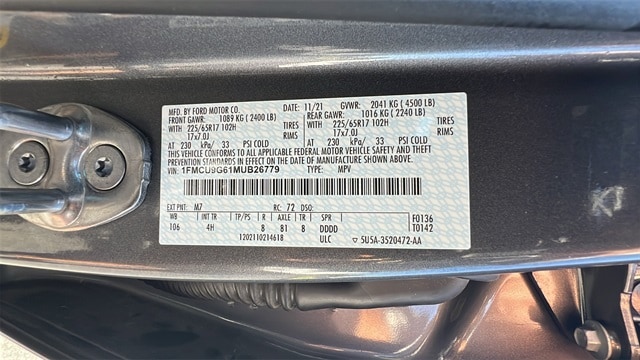 MFD. BY FORD MOTOR CO. DATE: 11/21 GVWR: 2041 KG ( 4500 LB)
FRONT GAWR: 1089 KG ( 2400 LB) REAR GAWR: 1016 KG ( 2240 LB)
WITH 225/65R17 102H TIRES WITH 225/65R17 102H TIRES
17x7.0J RIMS 17x7.0J RIMS
AT 230 kPa/ 33 PSI COLD AT 230 kPa/ 33 PSI COLD
THIS VEHICLE CONFORMS TO ALL APPLICABLE FEDERAL MOTOR VEHICLE SAFETY AND BUMPER
STANDARDS IN EFFECT ON THE DATE OF MANUFACTURE SHOWN ABOVE.
VIN: 1FMCU9G61MUB26779 TYPE: MPV
EXT PNT: M7 RC: 72 DSO:
WB INT TR R AXLE TR SPR F0136
106 4H 8 81 8 DDDD T0142
1202110214618 ULC ▽ 5U5A-3520472-AA